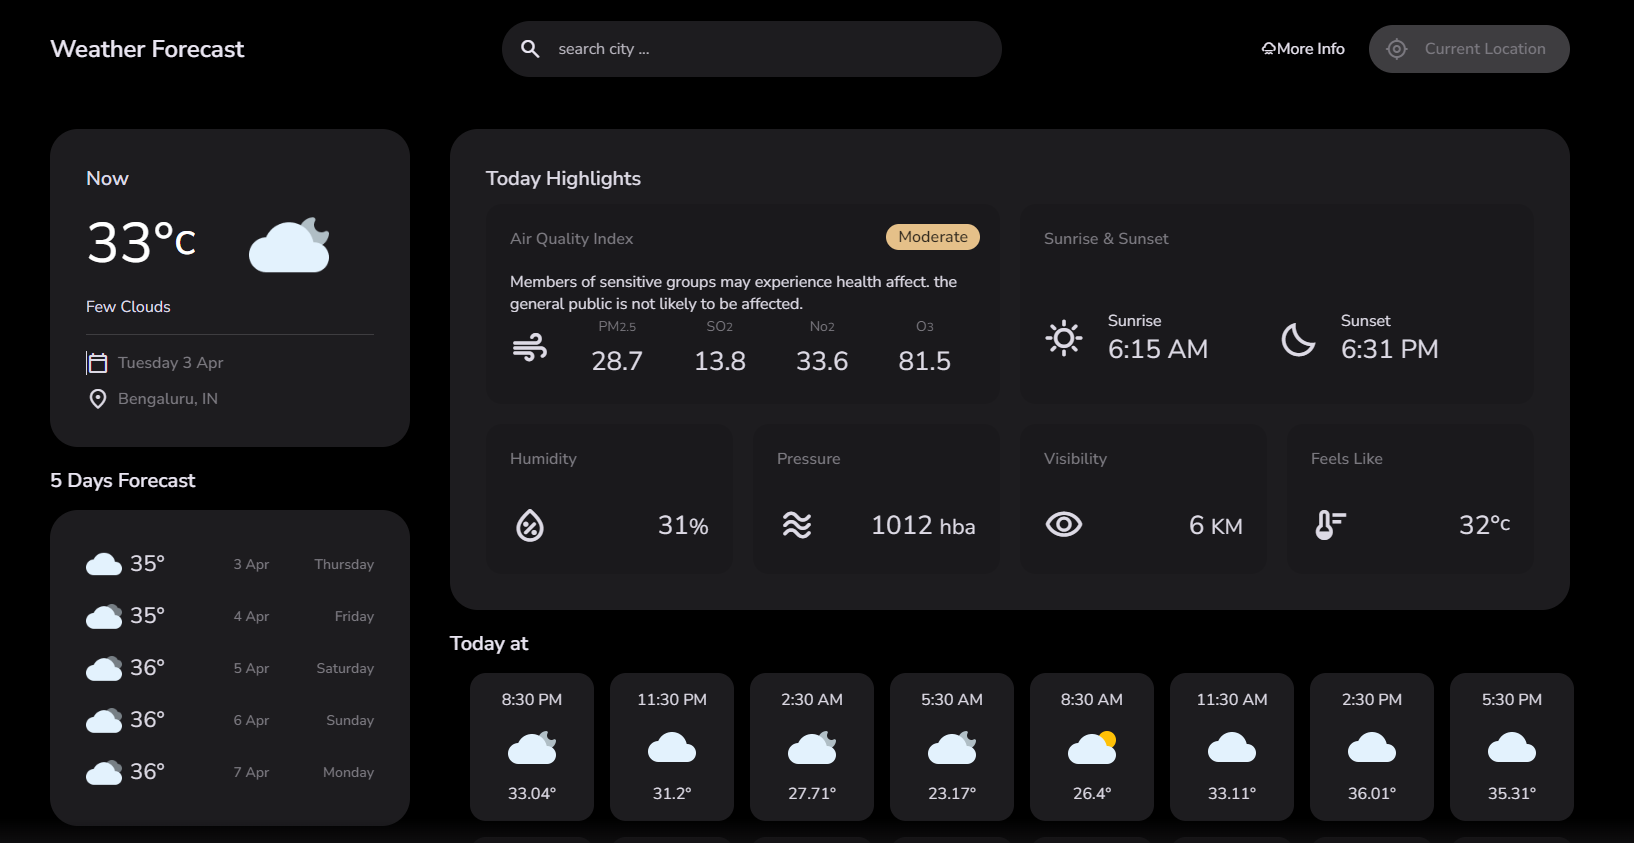 Weather Forecast
search city ...
More Info
Current Location
Now
33°c
Few Clouds
Tuesday 3 Apr
Bengaluru, IN
5 Days Forecast
35° 3 Apr Thursday
35° 4 Apr Friday
36° 5 Apr Saturday
36° 6 Apr Sunday
36° 7 Apr Monday
Today Highlights
Air Quality Index
Moderate
Members of sensitive groups may experience health affect. the
general public is not likely to be affected.
PM2.5 SO2 No2 O3
28.7 13.8 33.6 81.5
Sunrise & Sunset
Sunrise
6:15 AM
Sunset
6:31 PM
Humidity
31%
Pressure
1012 hba
Visibility
6 KM
Feels Like
32°c
Today at
8:30 PM 11:30 PM 2:30 AM 5:30 AM 8:30 AM 11:30 AM 2:30 PM 5:30 PM
33.04° 31.2° 27.71° 23.17° 26.4° 33.11° 36.01° 35.31°